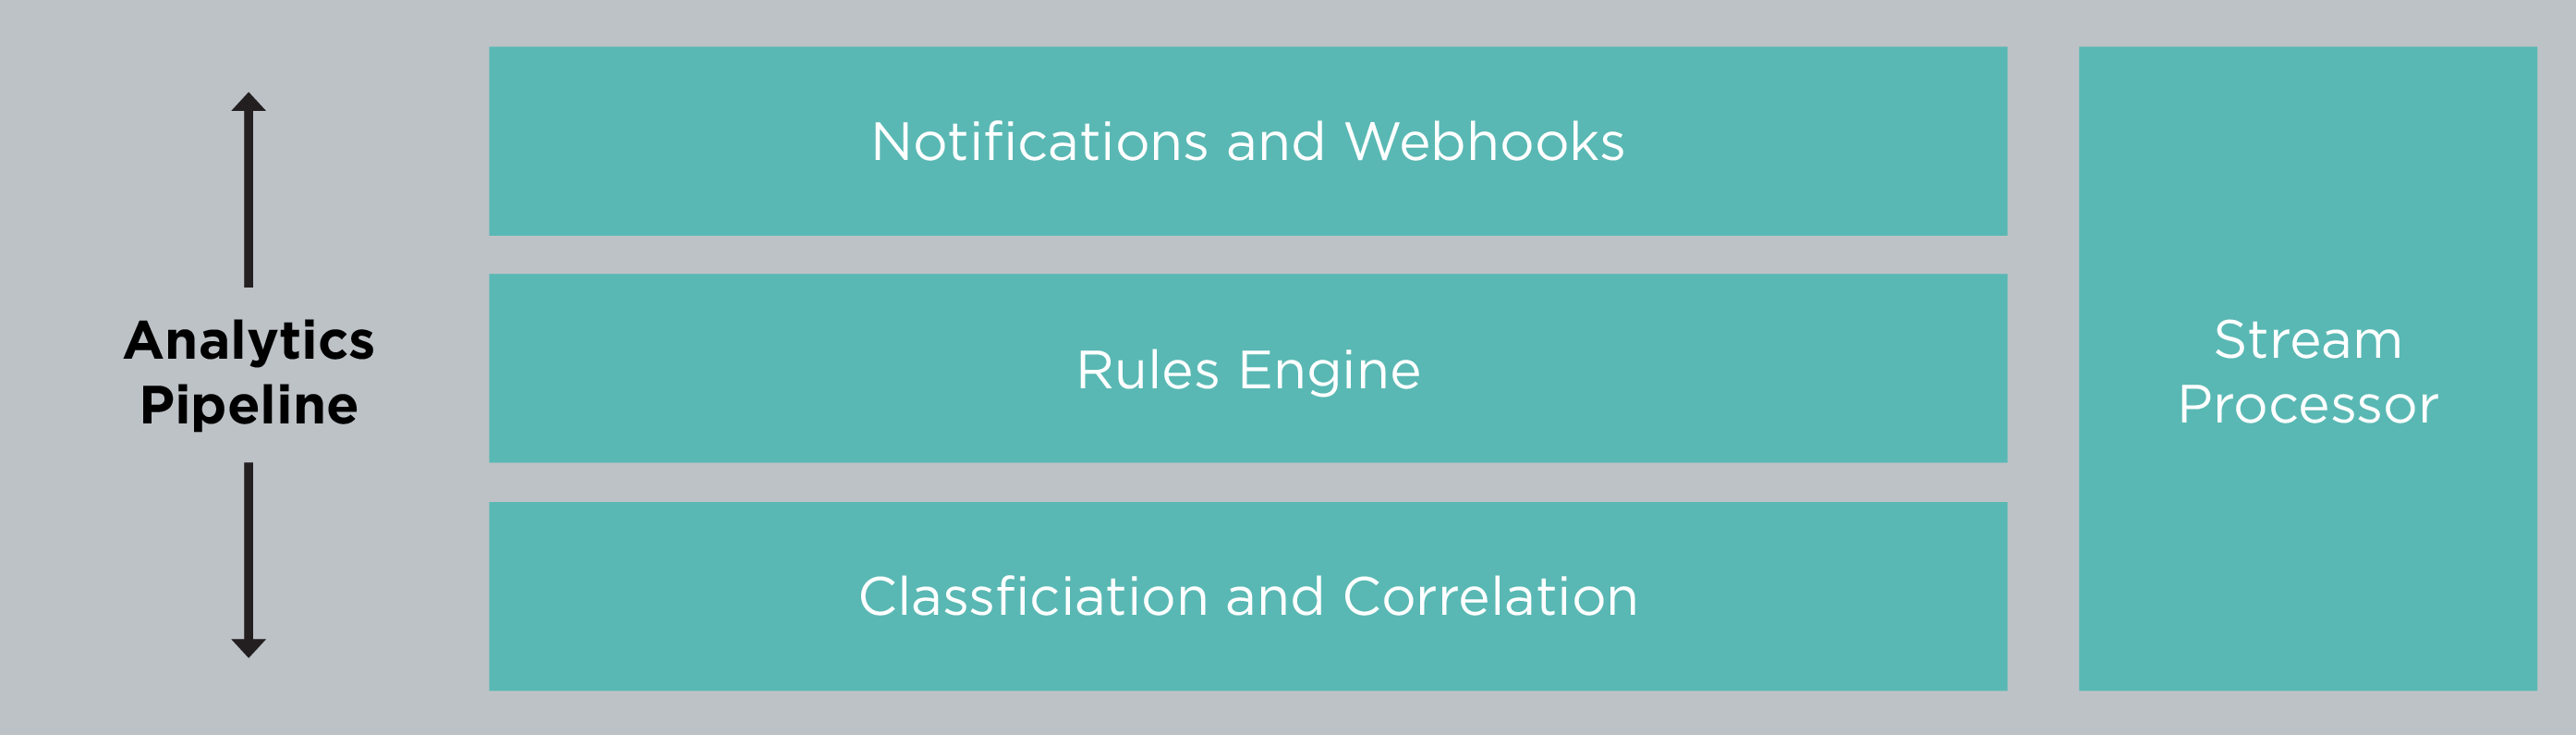 Analytics
Pipeline
Notifications and Webhooks
Rules Engine
Classficiation and Correlation
Stream
Processor